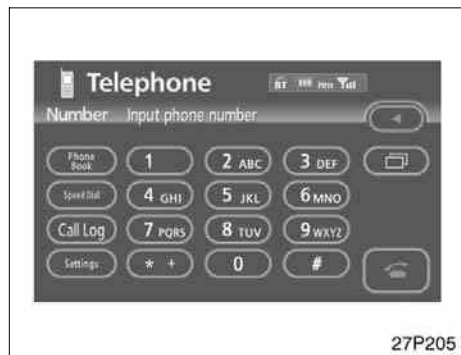 Telephone
BT Tel
Number Input phone number
Phone Book 1 2 ABC 3 DEF
Speed Dial 4 GHI 5 JKL 6 MNO
Call Log 7 PQRS 8 TUV 9 WXYZ
Settings * + 0 #
27P205